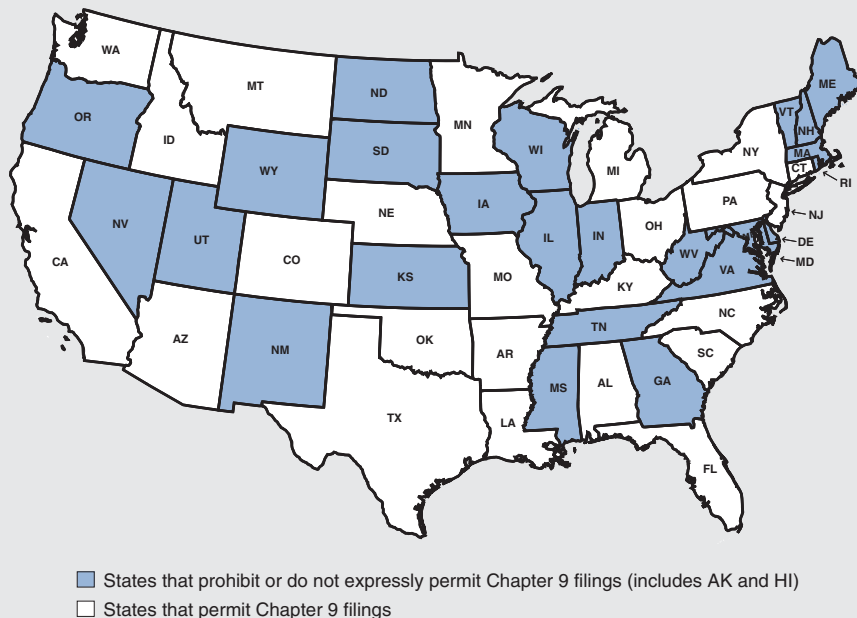 WA
MT
ND
MN
ME
VT
NH
OR
ID
WY
SD
WI
MI
NY
MA
CT
RI
NV
UT
NE
IA
IL
IN
OH
PA
NJ
DE
MD
CA
CO
KS
MO
KY
WV
VA
AZ
NM
OK
AR
TN
NC
SC
TX
LA
MS
AL
GA
FL
States that prohibit or do not expressly permit Chapter 9 filings (includes AK and HI)
States that permit Chapter 9 filings